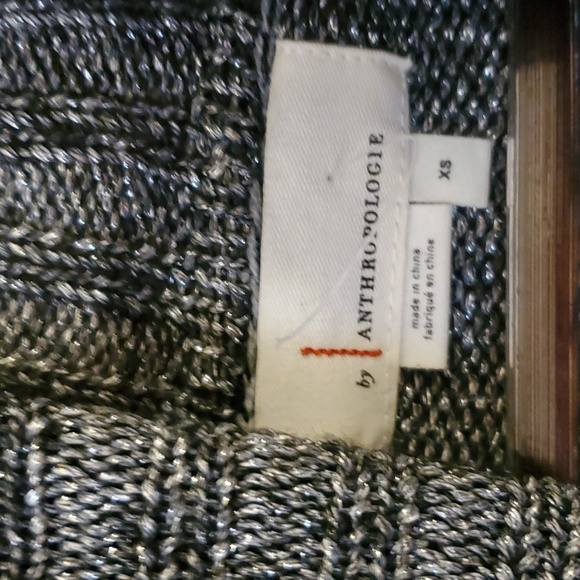 by ANTHROPOLOGIE
XS
made in china
fabriqué en chine